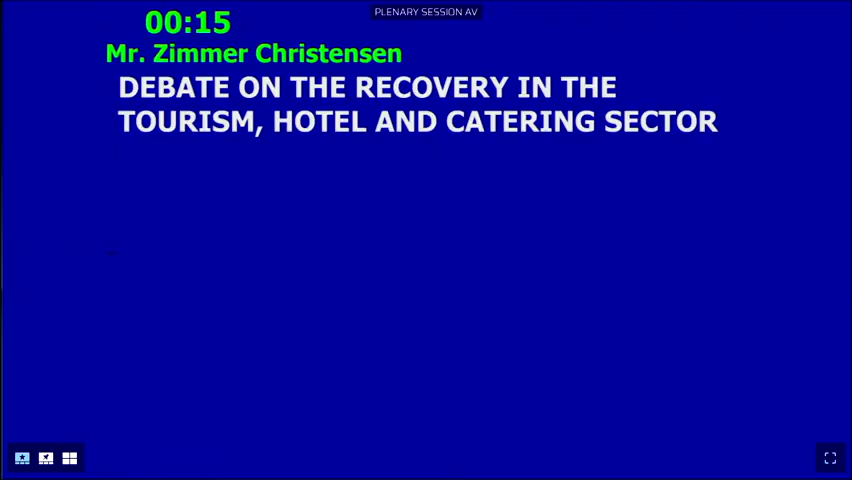 PLENARY SESSION AV
00:15
Mr. Zimmer Christensen
DEBATE ON THE RECOVERY IN THE
TOURISM, HOTEL AND CATERING SECTOR